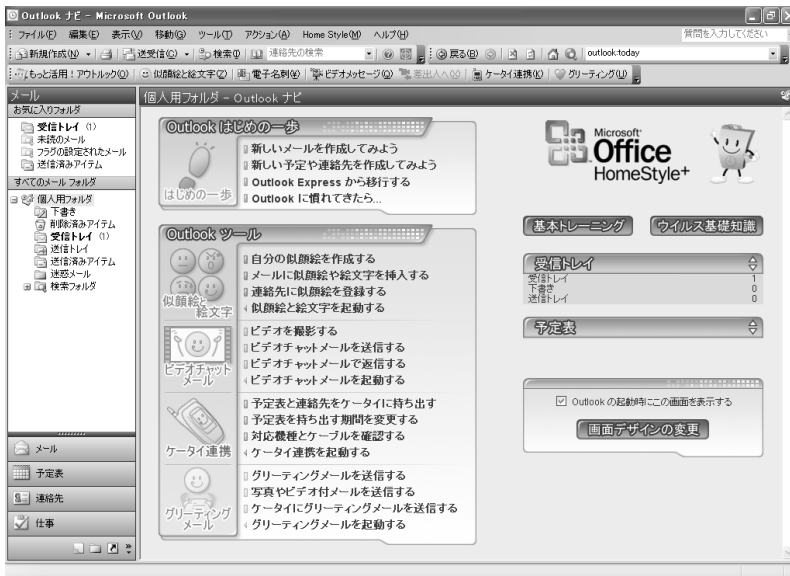 Outlook ナビ - Microsoft Outlook
ファイル(F) 編集(E) 表示(V) 移動(G) ツール(T) アクション(A) Home Style(M) ヘルプ(H) 質問を入力してください
新規作成(N) 送受信(C) 検索(I) 連絡先の検索 戻る(B) outlook:today
もっと活用！アウトルック(O) 似顔絵と絵文字(Z) 電子名刺(W) ビデオメッセージ(Q) 差出人へ(X) ケータイ連携(K) グリーティング(U)
メール
個人用フォルダ - Outlook ナビ
お気に入りフォルダ
受信トレイ (1)
未読のメール
フラグの設定されたメール
送信済みアイテム
すべてのメール フォルダ
個人用フォルダ
下書き
削除済みアイテム
受信トレイ (1)
送信トレイ
送信済みアイテム
迷惑メール
検索フォルダ
メール
予定表
連絡先
仕事
Outlook はじめの一歩
はじめの一歩
新しいメールを作成してみよう
新しい予定や連絡先を作成してみよう
Outlook Express から移行する
Outlook に慣れてきたら...
Outlook ツール
似顔絵と
絵文字
自分の似顔絵を作成する
メールに似顔絵や絵文字を挿入する
連絡先に似顔絵を登録する
似顔絵と絵文字を起動する
ビデオチャット
メール
ビデオを撮影する
ビデオチャットメールを送信する
ビデオチャットメールで返信する
ビデオチャットメールを起動する
ケータイ連携
予定表と連絡先をケータイに持ち出す
予定表を持ち出す期間を変更する
対応機種とケーブルを確認する
ケータイ連携を起動する
グリーティング
メール
グリーティングメールを送信する
写真やビデオ付メールを送信する
ケータイにグリーティングメールを送信する
グリーティングメールを起動する
Microsoft
Office
HomeStyle+
基本トレーニング ウイルス基礎知識
受信トレイ
受信トレイ 1
下書き 0
送信トレイ 0
予定表
Outlook の起動時にこの画面を表示する
画面デザインの変更